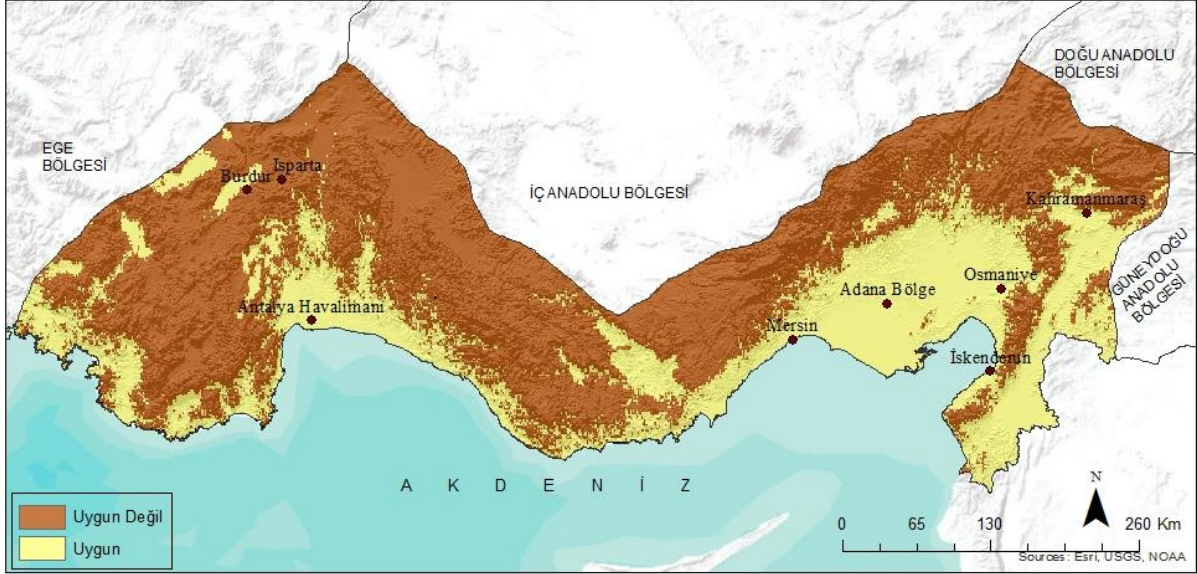 DOĞU ANADOLU
BÖLGESİ
EGE
BÖLGESİ
Isparta
Burdur
İÇ ANADOLU BÖLGESİ
Kahramanmaraş
GÜNEYDOĞU
ANADOLU
BÖLGESİ
Osmaniye
Adana Bölge
Antalya Havalimanı
Mersin
İskenderun
A K D E N İ Z
N
Uygun Değil
Uygun
0 65 130 260 Km
Sources: Esri, USGS, NOAA